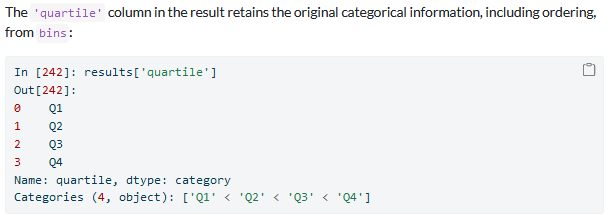 The 'quartile' column in the result retains the original categorical information, including ordering,
from bins:
In [242]: results['quartile']
Out[242]:
0    Q1
1    Q2
2    Q3
3    Q4
Name: quartile, dtype: category
Categories (4, object): ['Q1' < 'Q2' < 'Q3' < 'Q4']